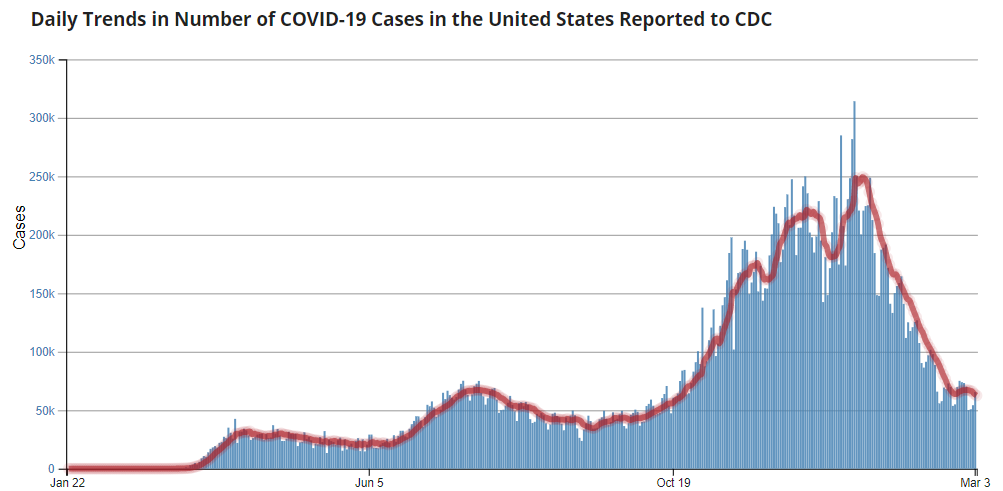 Daily Trends in Number of COVID-19 Cases in the United States Reported to CDC
350k
300k
250k
200k
150k
100k
50k
0
Cases
Jan 22
Jun 5
Oct 19
Mar 3